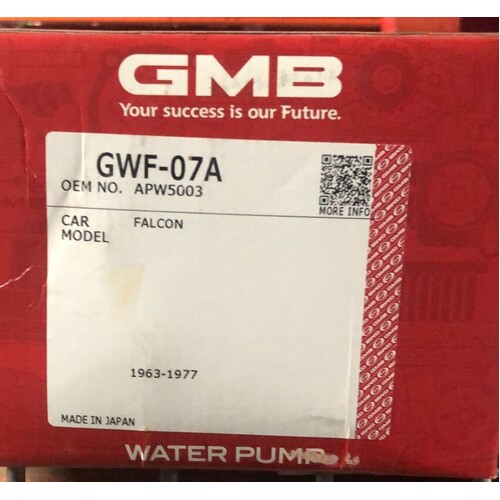 GMB
Your success is our Future.
GWF-07A
OEM NO. APW5003
MORE INFO
CAR MODEL FALCON
1963-1977
MADE IN JAPAN
WATER PUMP